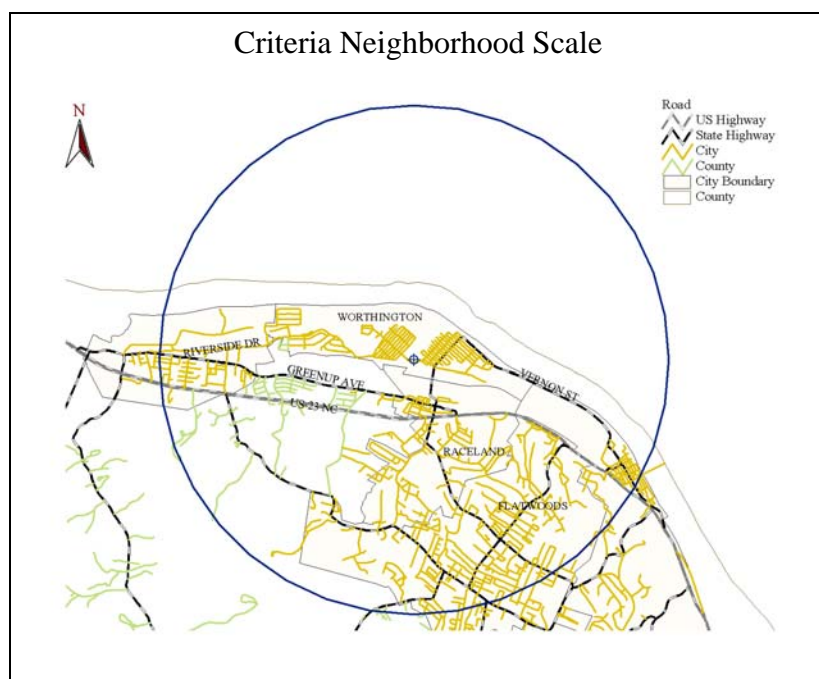 Criteria Neighborhood Scale
N
Road
US Highway
State Highway
City
County
City Boundary
County
WORTHINGTON
RIVERSIDE DR
GREENUP AVE
VERNON ST
US-23 NC
RACELAND
FLATWOODS